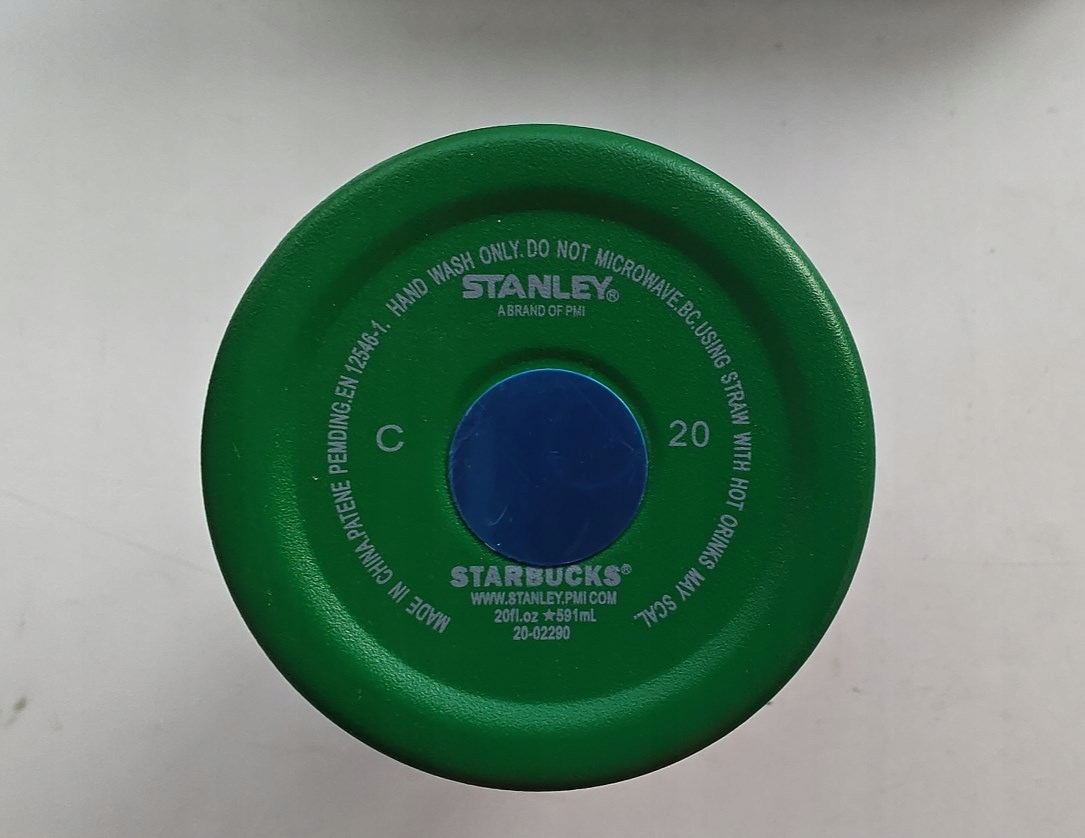 MADE IN CHINA.PATENE PEMDING.EN 12546-1. HAND WASH ONLY.DO NOT MICROWAVE.BC.USING STRAW WITH HOT ORINKS MAY SCAL.
STANLEY®
A BRAND OF PMI
C 20
STARBUCKS®
WWW.STANLEY.PMI COM
20fl.oz ★591mL
20-02290